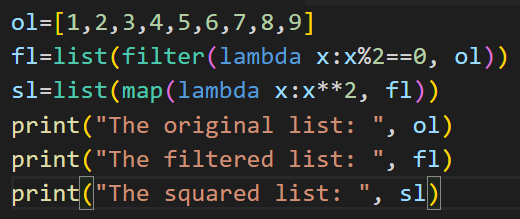 ol=[1,2,3,4,5,6,7,8,9]
fl=list(filter(lambda x:x%2==0, ol))
sl=list(map(lambda x:x**2, fl))
print("The original list: ", ol)
print("The filtered list: ", fl)
print("The squared list: ", sl)